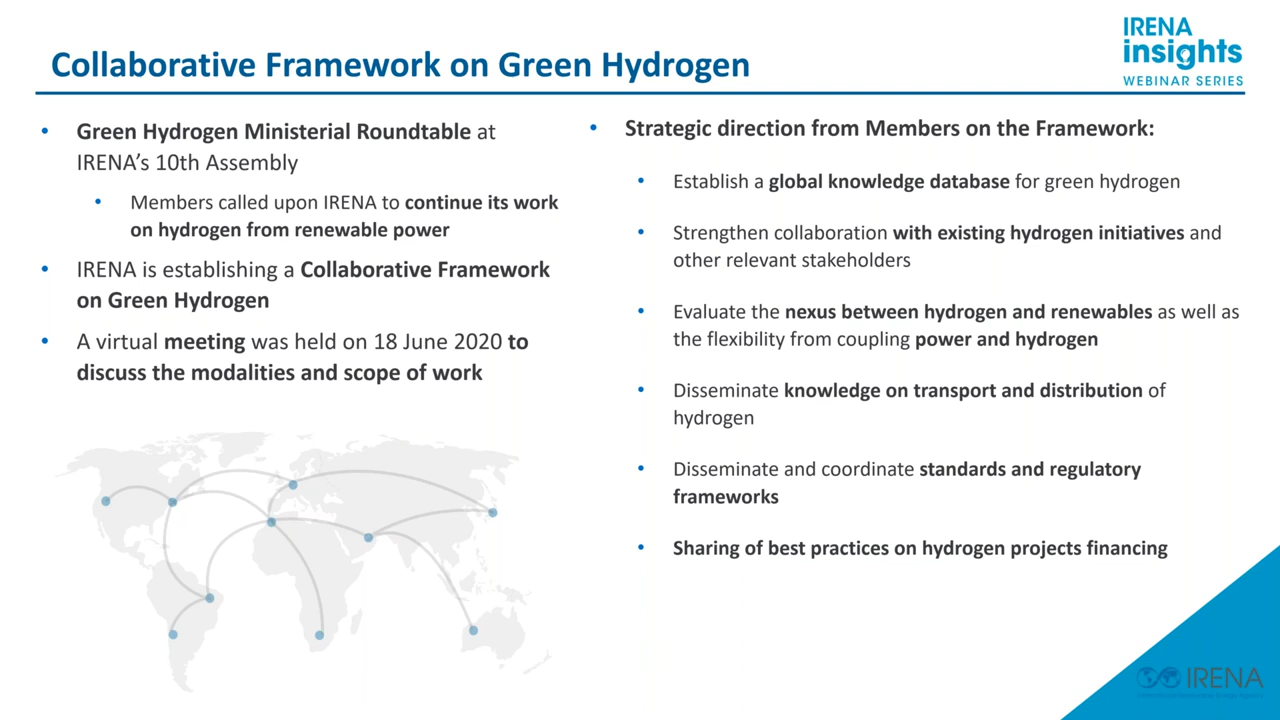 IRENA
insights
WEBINAR SERIES
Collaborative Framework on Green Hydrogen
• Green Hydrogen Ministerial Roundtable at
IRENA’s 10th Assembly
• Members called upon IRENA to continue its work
on hydrogen from renewable power
• IRENA is establishing a Collaborative Framework
on Green Hydrogen
• A virtual meeting was held on 18 June 2020 to
discuss the modalities and scope of work
• Strategic direction from Members on the Framework:
• Establish a global knowledge database for green hydrogen
• Strengthen collaboration with existing hydrogen initiatives and
other relevant stakeholders
• Evaluate the nexus between hydrogen and renewables as well as
the flexibility from coupling power and hydrogen
• Disseminate knowledge on transport and distribution of
hydrogen
• Disseminate and coordinate standards and regulatory
frameworks
• Sharing of best practices on hydrogen projects financing
IRENA